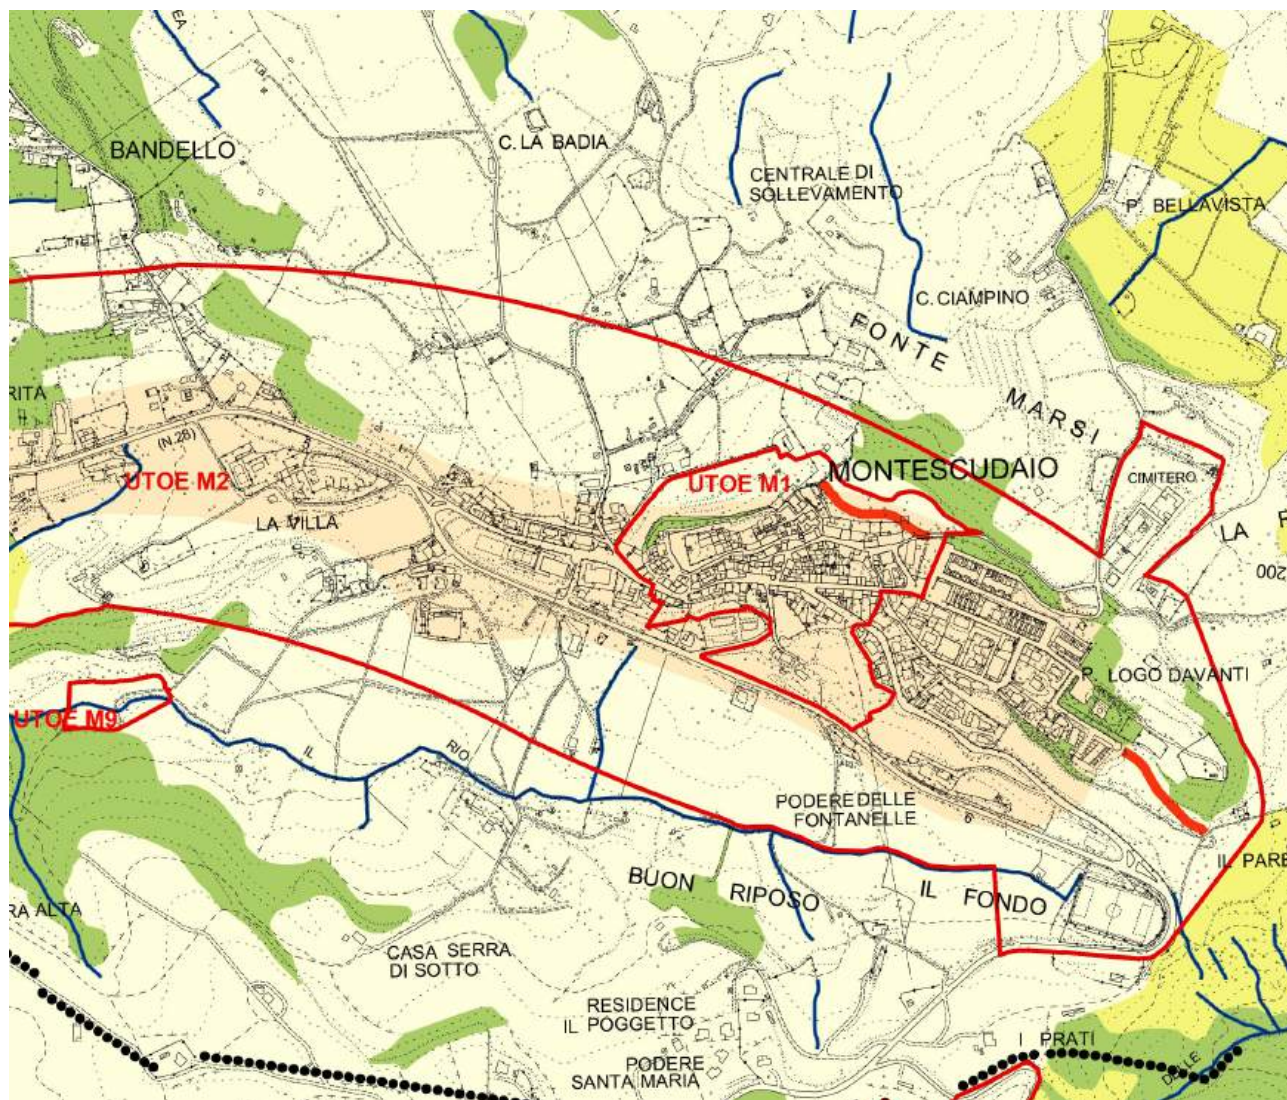 BANDELLO
C. LA BADIA
CENTRALE DI
SOLLEVAMENTO
P. BELLAVISTA
C. CIAMPINO
FONTE
MARSI
RITA
(N.28)
UTOE M2
UTOE M1
MONTESCUDAIO
CIMITERO
LA VILLA
LA
200
P. LOGO DAVANTI
UTOE M9
IL
RIO
PODERE DELLE
FONTANELLE
6
IL PARE
BUON RIPOSO
IL FONDO
RA ALTA
CASA SERRA
DI SOTTO
RESIDENCE
IL POGGETTO
I PRATI
PODERE
SANTA MARIA
DELLE